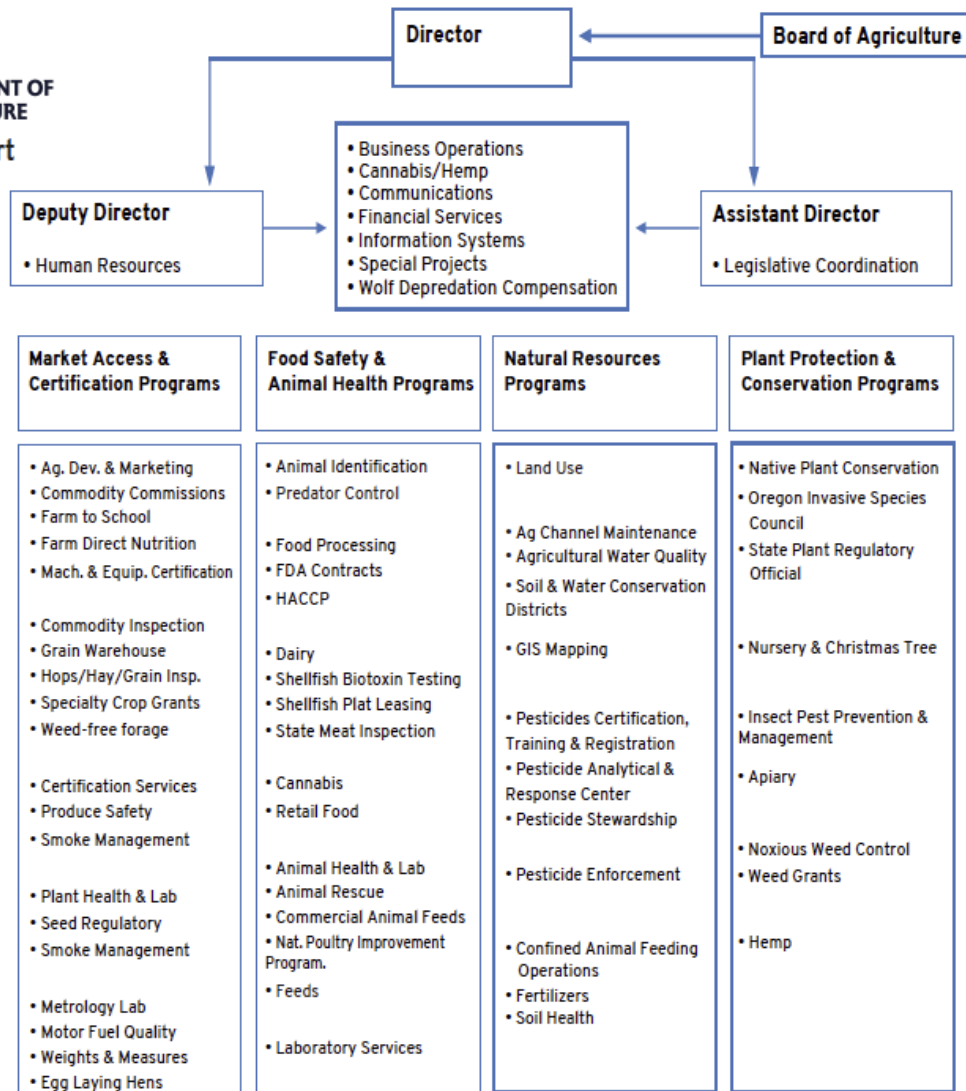 Director
Board of Agriculture
NT OF
URE
rt
• Business Operations
• Cannabis/Hemp
• Communications
• Financial Services
• Information Systems
• Special Projects
• Wolf Depredation Compensation
Deputy Director
• Human Resources
Assistant Director
• Legislative Coordination
Market Access &
Certification Programs
• Ag. Dev. & Marketing
• Commodity Commissions
• Farm to School
• Farm Direct Nutrition
• Mach. & Equip. Certification
• Commodity Inspection
• Grain Warehouse
• Hops/Hay/Grain Insp.
• Specialty Crop Grants
• Weed-free forage
• Certification Services
• Produce Safety
• Smoke Management
• Plant Health & Lab
• Seed Regulatory
• Smoke Management
• Metrology Lab
• Motor Fuel Quality
• Weights & Measures
• Egg Laying Hens
Food Safety &
Animal Health Programs
• Animal Identification
• Predator Control
• Food Processing
• FDA Contracts
• HACCP
• Dairy
• Shellfish Biotoxin Testing
• Shellfish Plat Leasing
• State Meat Inspection
• Cannabis
• Retail Food
• Animal Health & Lab
• Animal Rescue
• Commercial Animal Feeds
• Nat. Poultry Improvement
Program.
• Feeds
• Laboratory Services
Natural Resources
Programs
• Land Use
• Ag Channel Maintenance
• Agricultural Water Quality
• Soil & Water Conservation
Districts
• GIS Mapping
• Pesticides Certification,
Training & Registration
• Pesticide Analytical &
Response Center
• Pesticide Stewardship
• Pesticide Enforcement
• Confined Animal Feeding
Operations
• Fertilizers
• Soil Health
Plant Protection &
Conservation Programs
• Native Plant Conservation
• Oregon Invasive Species
Council
• State Plant Regulatory
Official
• Nursery & Christmas Tree
• Insect Pest Prevention &
Management
• Apiary
• Noxious Weed Control
• Weed Grants
• Hemp